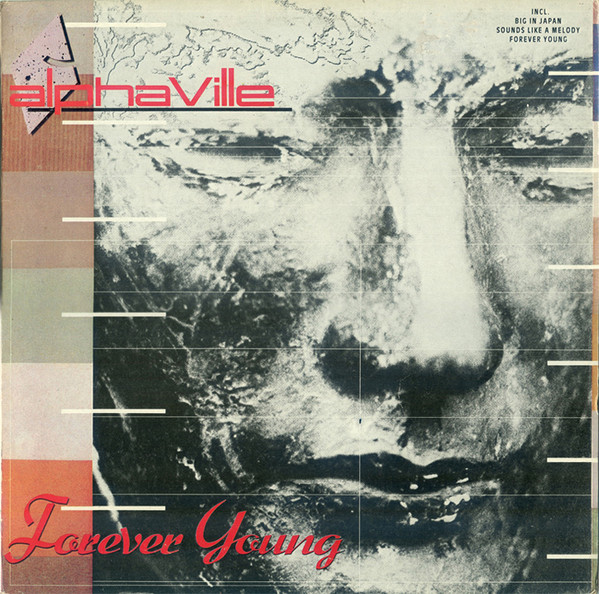 INCL.
BIG IN JAPAN
SOUNDS LIKE A MELODY
FOREVER YOUNG
alphaVille
Forever Young